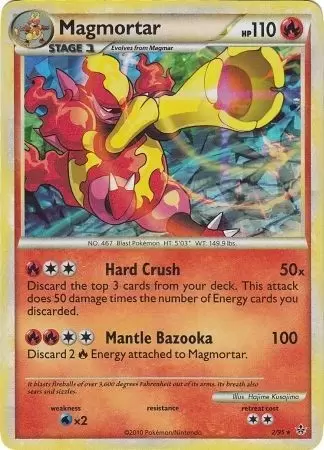 Magmortar
HP110
STAGE 1
Evolves from Magmar
NO. 467 Blast Pokémon HT: 5'03" WT: 149.9 lbs.
Hard Crush 50x
Discard the top 3 cards from your deck. This attack
does 50 damage times the number of Energy cards you
discarded.
Mantle Bazooka 100
Discard 2 Energy attached to Magmortar.
It blasts fireballs of over 3,600 degrees Fahrenheit out of its arms. Its breath also
sears and sizzles.
Illus. Hajime Kusajima
weakness resistance retreat cost
×2
©2010 Pokémon/Nintendo 2/95 ★